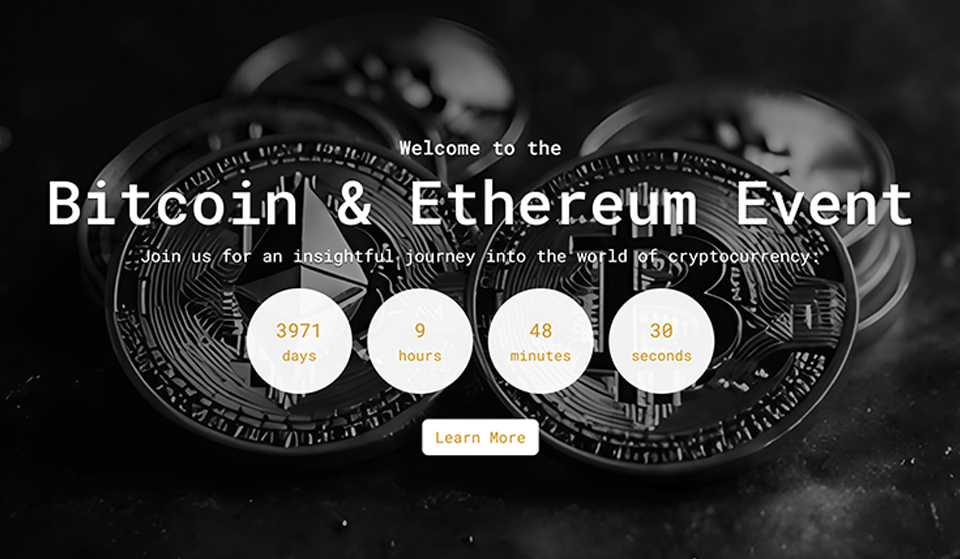 Welcome to the
Bitcoin & Ethereum Event
Join us for an insightful journey into the world of cryptocurrency:
3971 9 48 30
days hours minutes seconds
Learn More